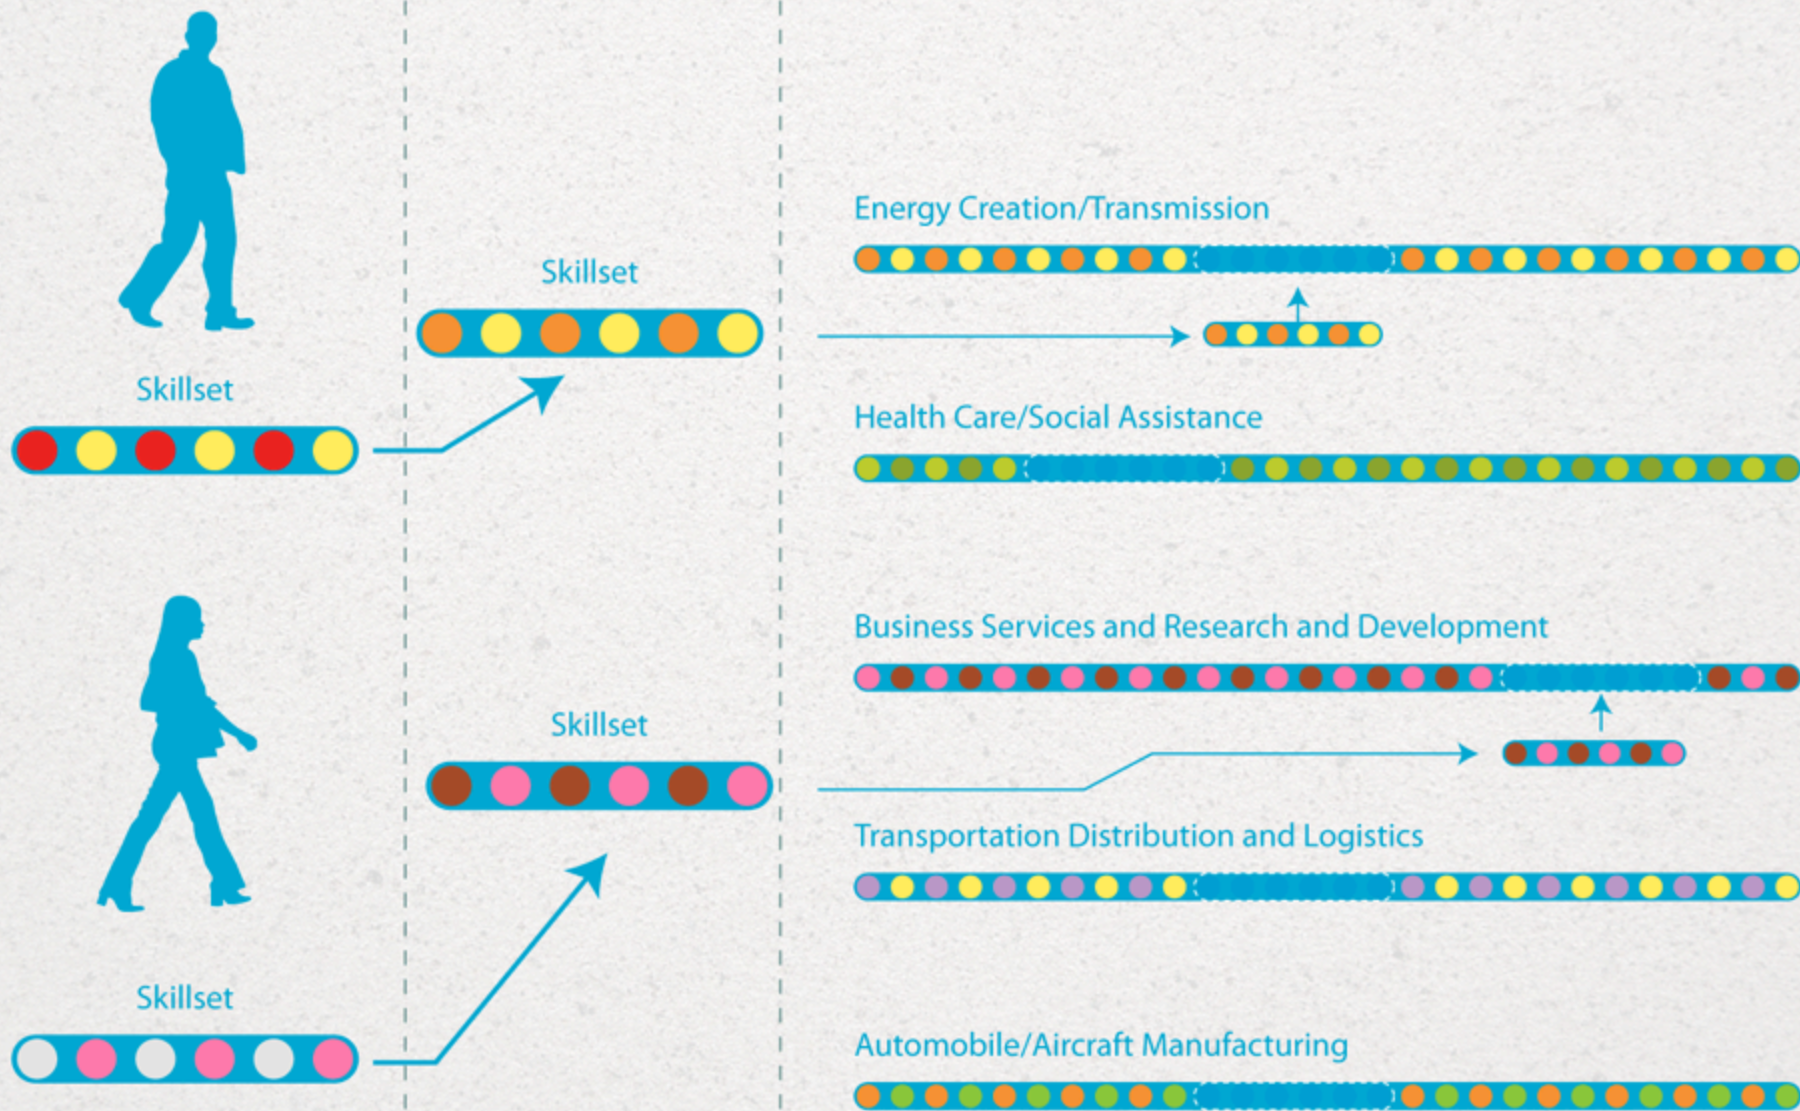 Skillset
Skillset
Energy Creation/Transmission
Health Care/Social Assistance
Skillset
Skillset
Business Services and Research and Development
Transportation Distribution and Logistics
Automobile/Aircraft Manufacturing